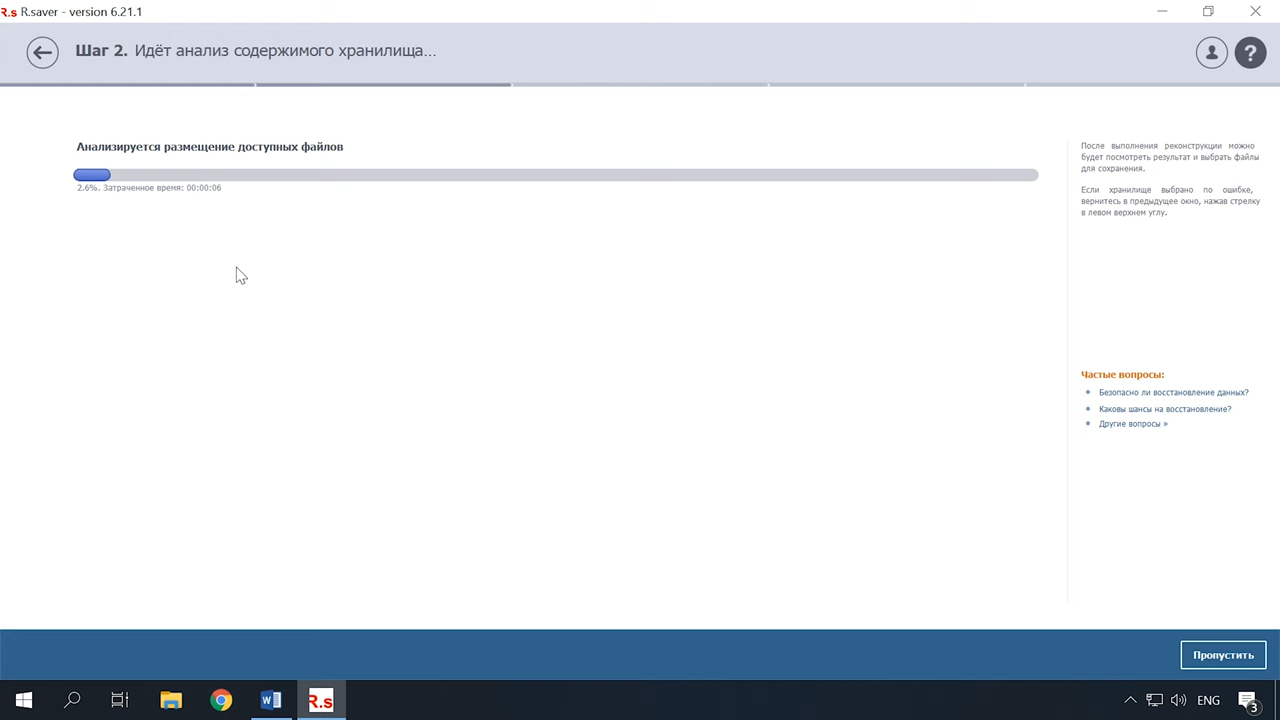 R.s R.saver - version 6.21.1
Шаг 2. Идёт анализ содержимого хранилища...
?
Анализируется размещение доступных файлов
2.6%. Затраченное время: 00:00:06
После выполнения реконструкции можно
будет посмотреть результат и выбрать файлы
для сохранения.
Если хранилище выбрано по ошибке,
вернитесь в предыдущее окно, нажав стрелку
в левом верхнем углу.
Частые вопросы:
Безопасно ли восстановление данных?
Каковы шансы на восстановление?
Другие вопросы »
Пропустить
W R.s ENG 3